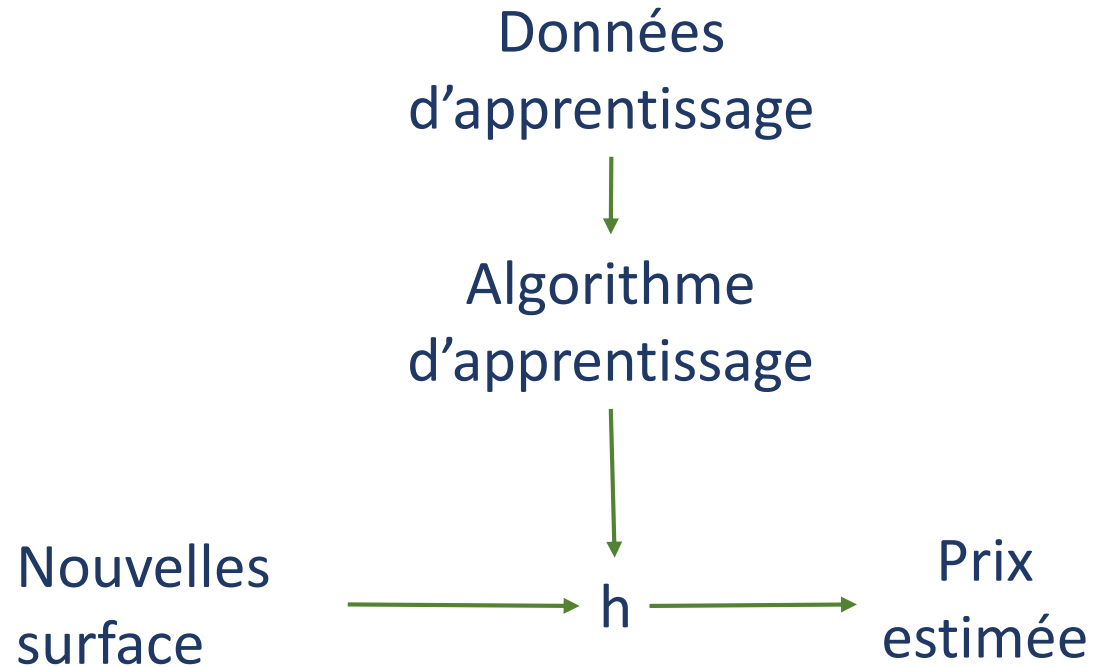 Données
d’apprentissage
Algorithme
d’apprentissage
Nouvelles
surface
h
Prix
estimée